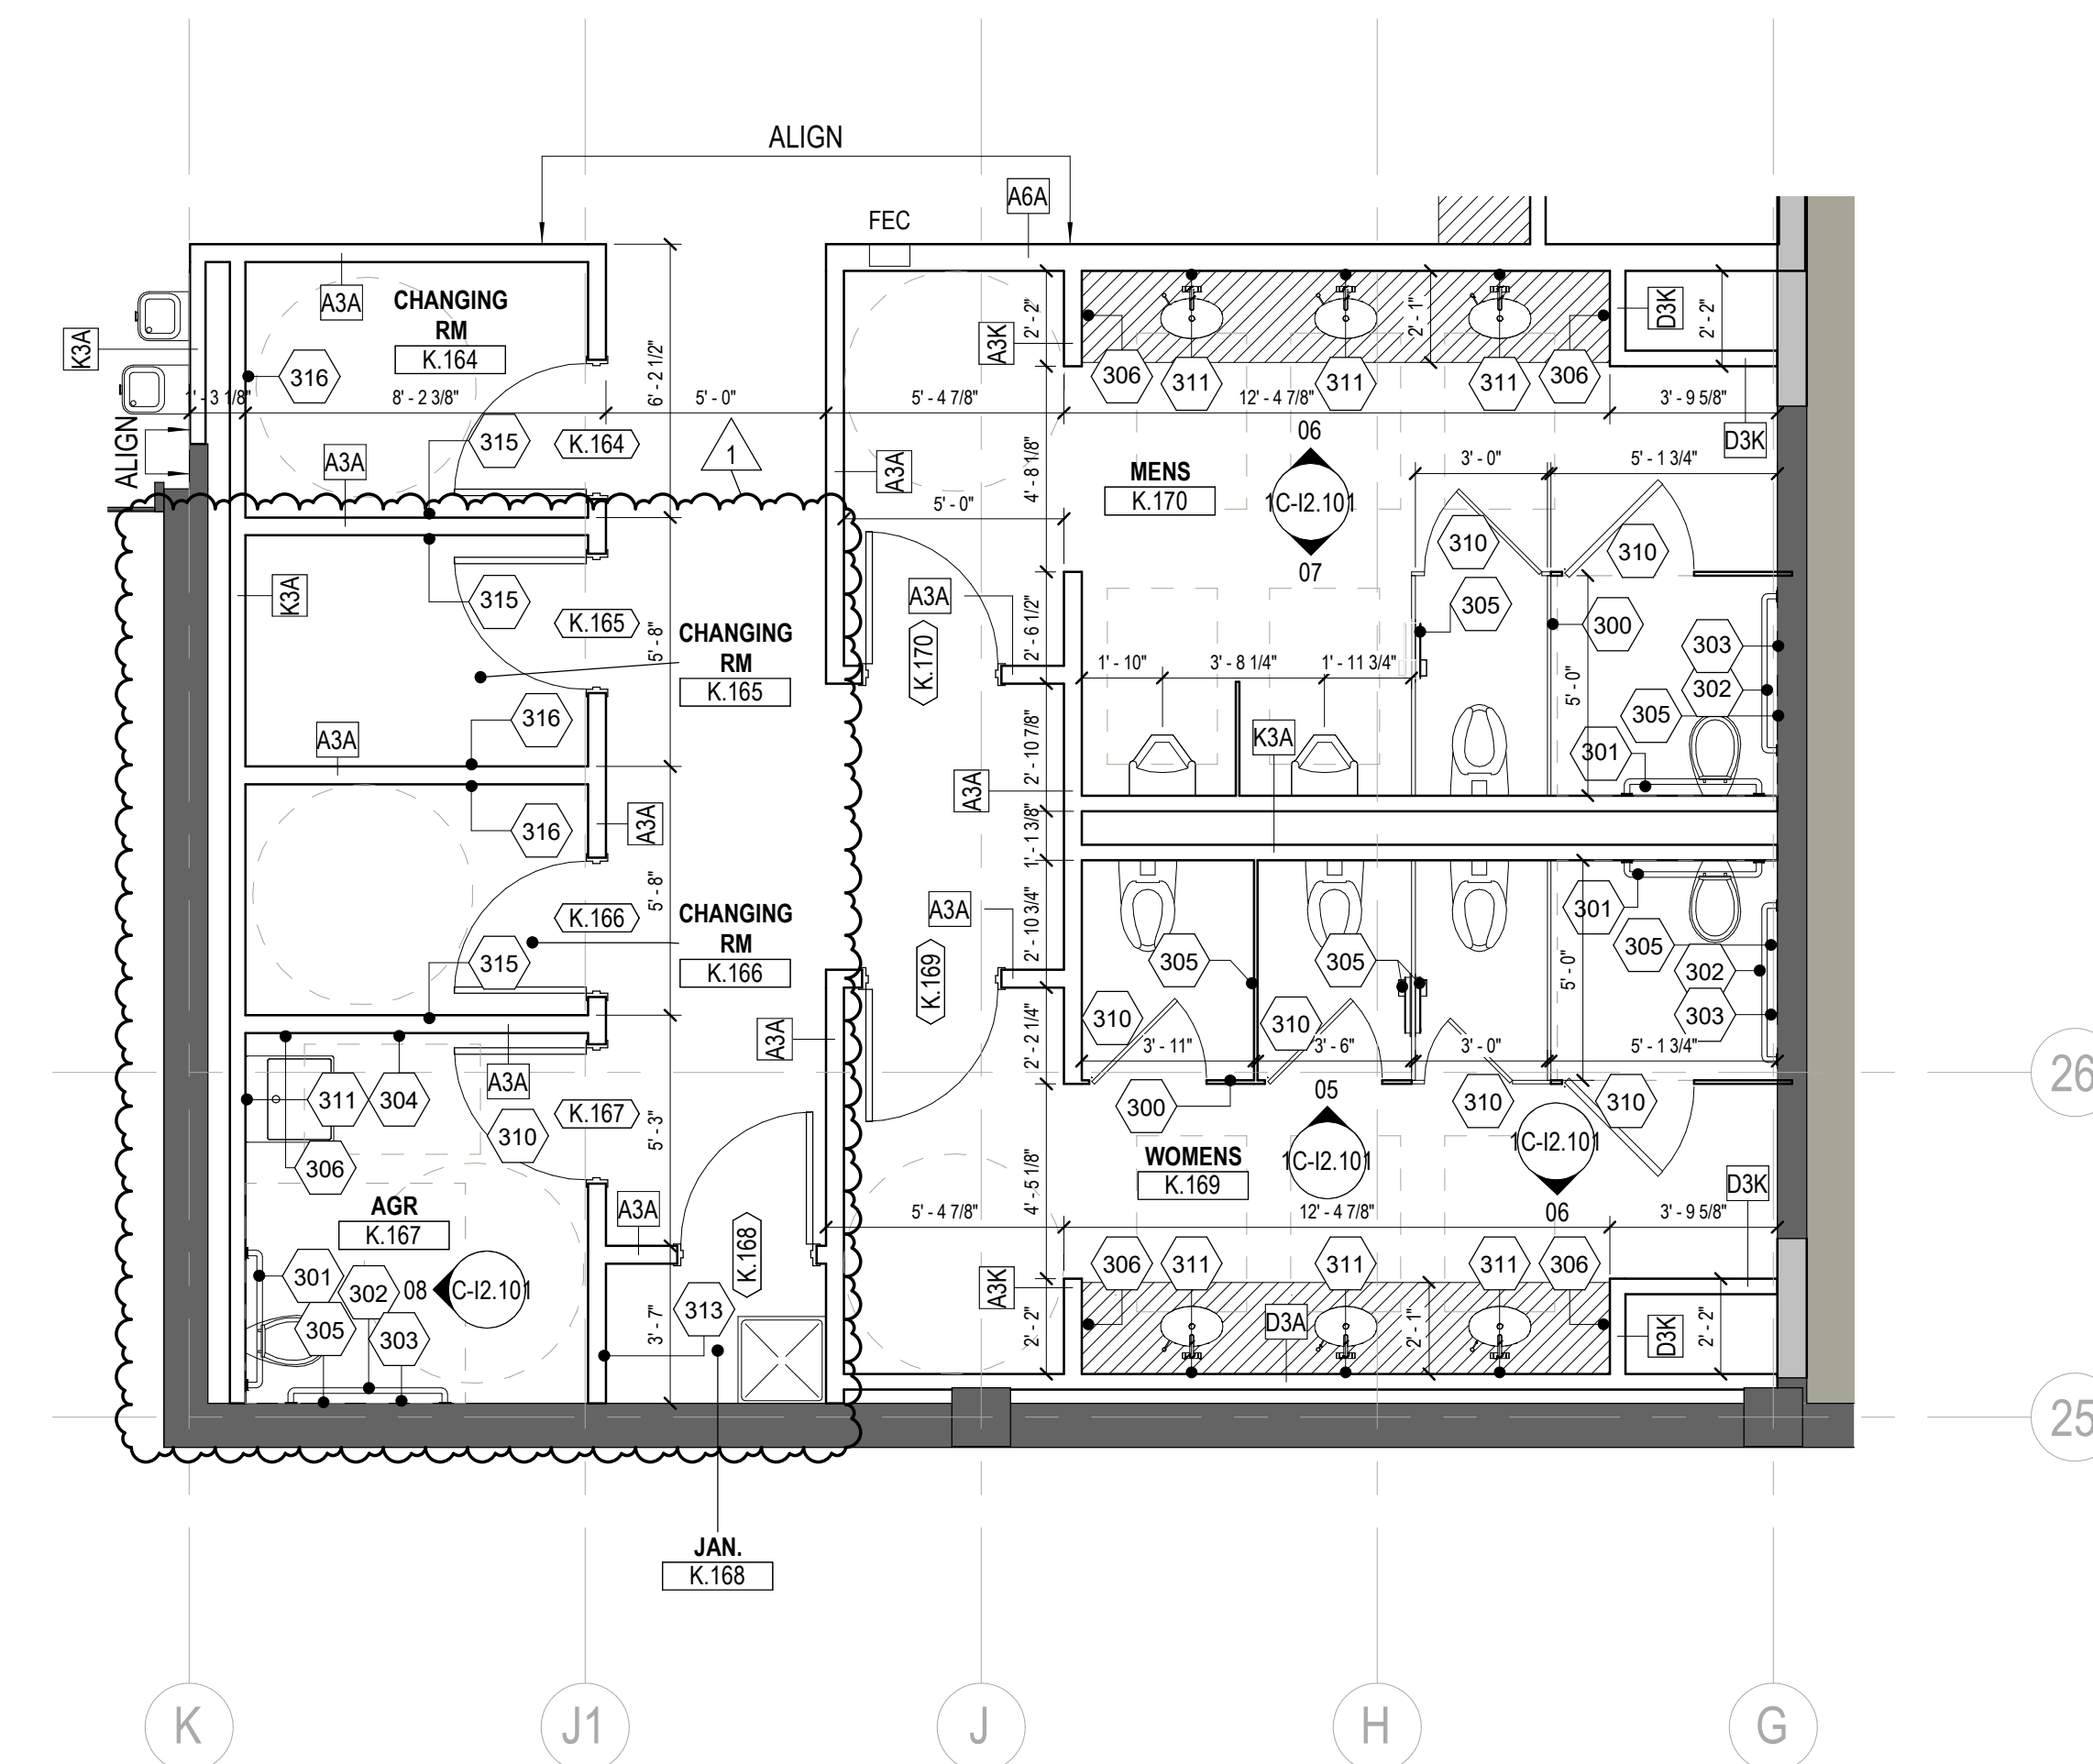 ALIGN
A6A
FEC
K3A
A3A
CHANGING
RM
K.164
316
1' - 3 1/8"
8' - 2 3/8"
6' - 2 1/2"
5' - 0"
5' - 4 7/8"
12' - 4 7/8"
3' - 9 5/8"
2' - 2"
A3K
306
311
311
311
306
2' - 1"
D3K
2' - 2"
D3K
ALIGN
A3A
315
K.164
1
A3A
5' - 0"
4' - 8 1/8"
MENS
K.170
06
1C-I2.101
07
3' - 0"
5' - 1 3/4"
310
310
K3A
315
K.165
5' - 8"
CHANGING
RM
K.165
A3A
K.170
2' - 6 1/2"
305
300
303
302
305
301
5' - 0"
1' - 10"
3' - 8 1/4"
1' - 11 3/4"
K3A
316
A3A
316
A3A
A3A
2' - 10 7/8"
1' - 1 3/8"
5' - 8"
K.166
CHANGING
RM
K.166
315
A3A
K.169
2' - 10 3/4"
305
305
301
305
302
303
5' - 0"
310
310
3' - 11"
3' - 6"
3' - 0"
5' - 1 3/4"
A3A
2' - 2 1/4"
26
311
304
A3A
K.167
310
306
5' - 3"
300
05
1C-I2.101
310
310
1C-I2.101
06
WOMENS
K.169
D3K
AGR
K.167
A3A
K.168
5' - 4 7/8"
4' - 5 1/8"
12' - 4 7/8"
3' - 9 5/8"
301
302
305
303
08
C-I2.101
313
3' - 7"
A3K
306
311
311
311
306
2' - 2"
D3A
2' - 1"
D3K
2' - 2"
25
JAN.
K.168
K
J1
J
H
G